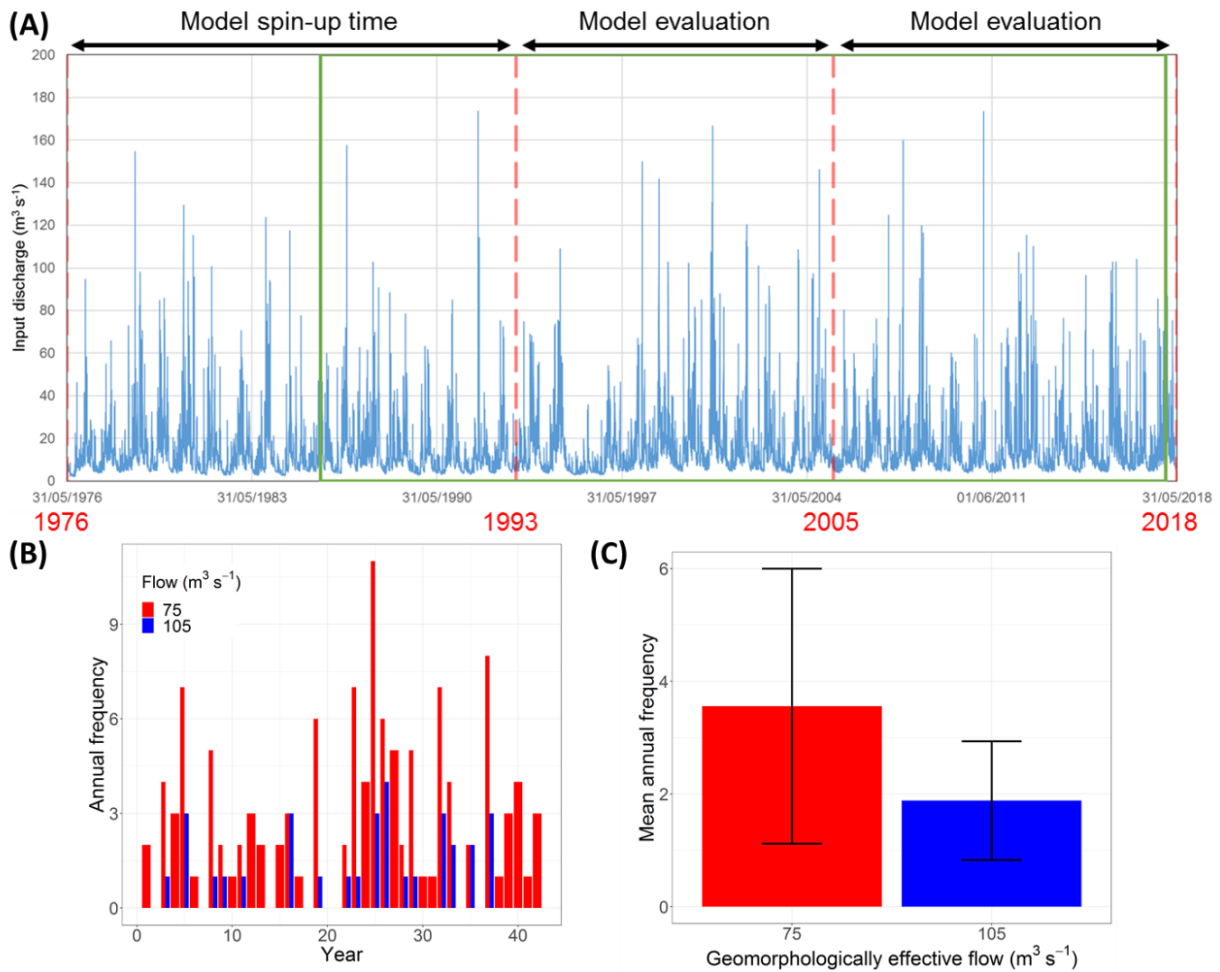 (A)
Model spin-up time Model evaluation Model evaluation
Input discharge (m³ s⁻¹)
200
180
160
140
120
100
80
60
40
20
0
31/05/1976 31/05/1983 31/05/1990 31/05/1997 31/05/2004 01/06/2011 31/05/2018
1976 1993 2005 2018
(B)
Flow (m³ s⁻¹)
75
105
Annual frequency
9
6
3
0
0 10 20 30 40
Year
(C)
Mean annual frequency
6
4
2
0
75 105
Geomorphologically effective flow (m³ s⁻¹)